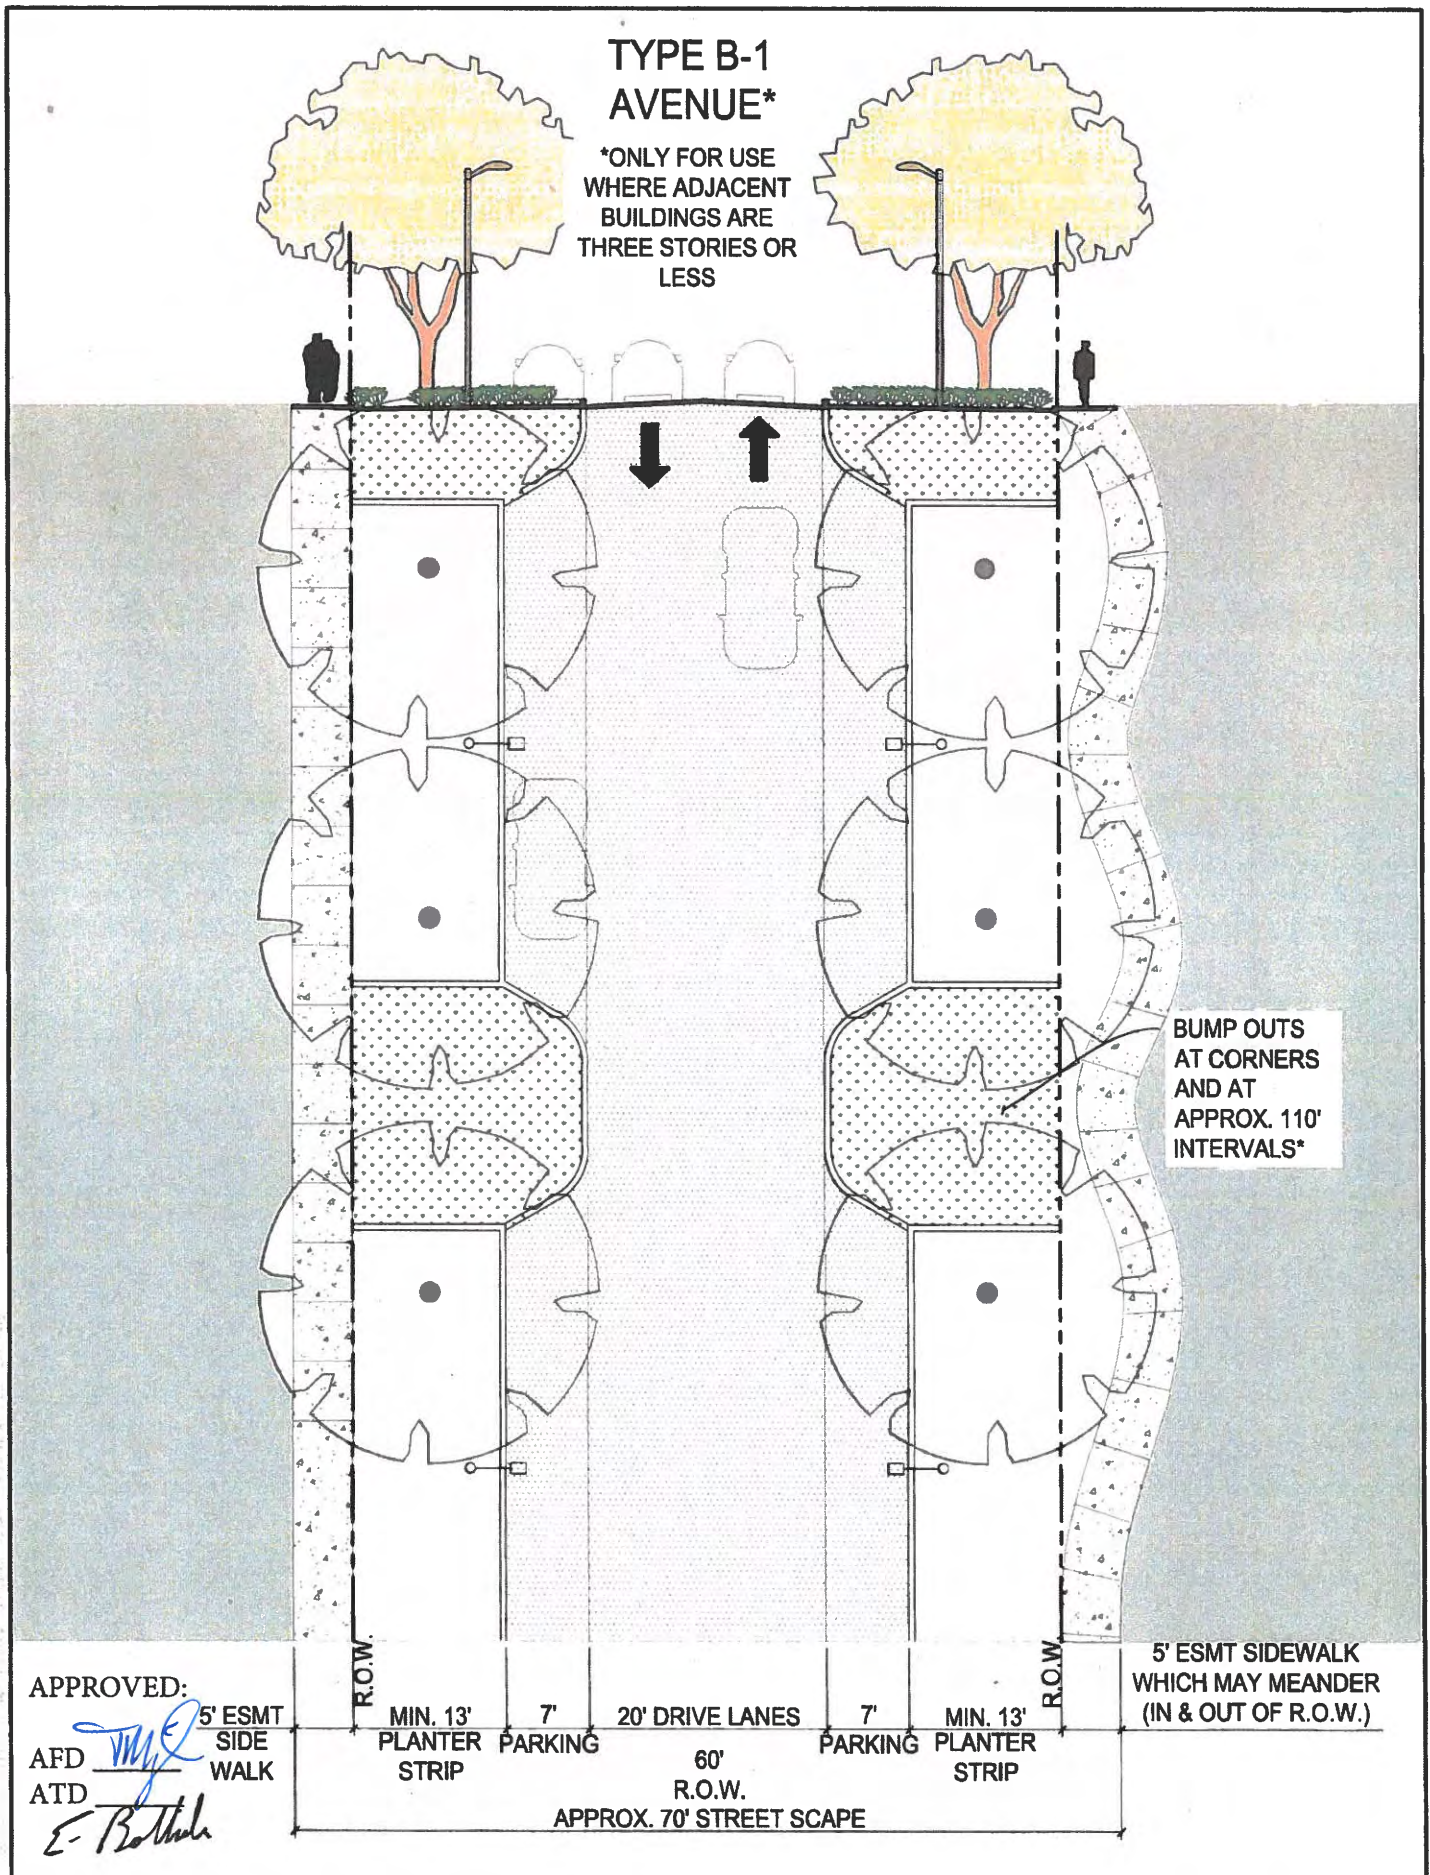 TYPE B-1
AVENUE*
*ONLY FOR USE
WHERE ADJACENT
BUILDINGS ARE
THREE STORIES OR
LESS
BUMP OUTS
AT CORNERS
AND AT
APPROX. 110'
INTERVALS*
R.O.W.
R.O.W.
5' ESMT SIDEWALK
WHICH MAY MEANDER
(IN & OUT OF R.O.W.)
5' ESMT
SIDE
WALK
MIN. 13'
PLANTER
STRIP
7'
PARKING
20' DRIVE LANES
7'
PARKING
MIN. 13'
PLANTER
STRIP
60'
R.O.W.
APPROX. 70' STREET SCAPE
APPROVED:
AFD
ATD